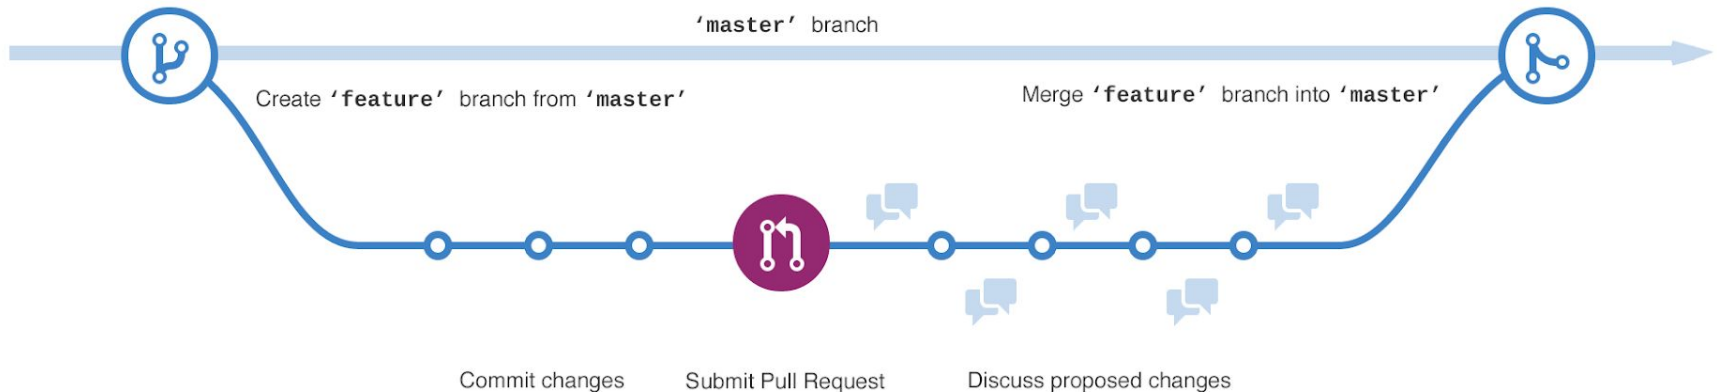 ‘master’ branch
Create ‘feature’ branch from ‘master’
Merge ‘feature’ branch into ‘master’
Commit changes
Submit Pull Request
Discuss proposed changes